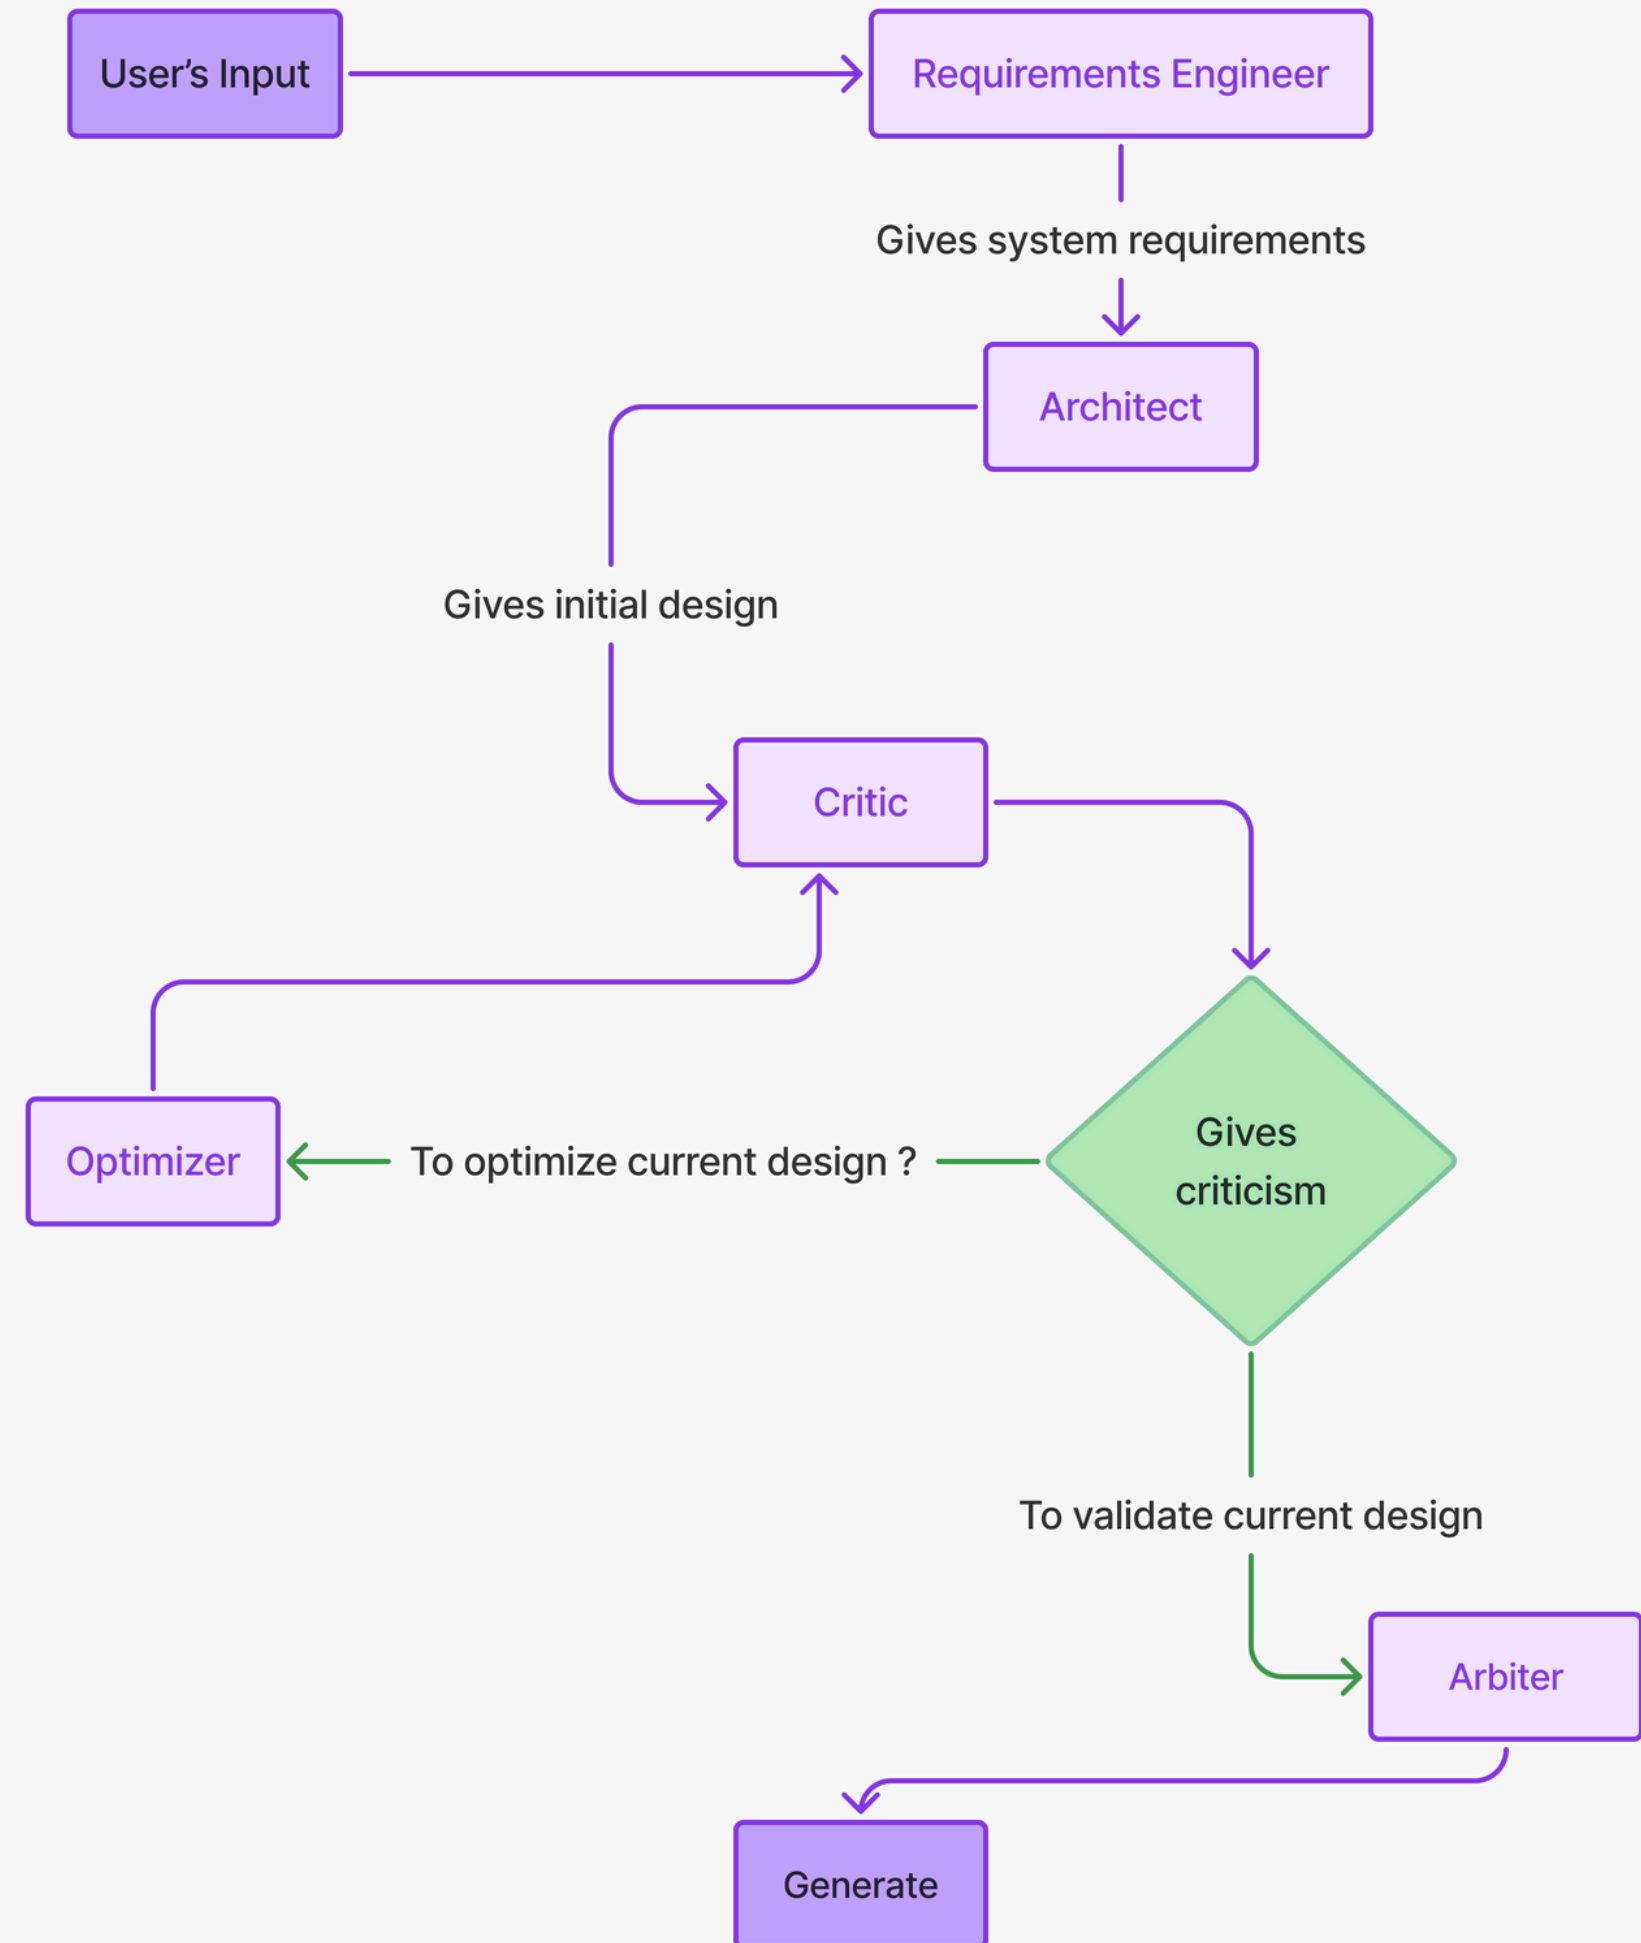 User’s Input
Requirements Engineer
Gives system requirements
Architect
Gives initial design
Critic
Gives
criticism
To optimize current design ?
Optimizer
To validate current design
Arbiter
Generate